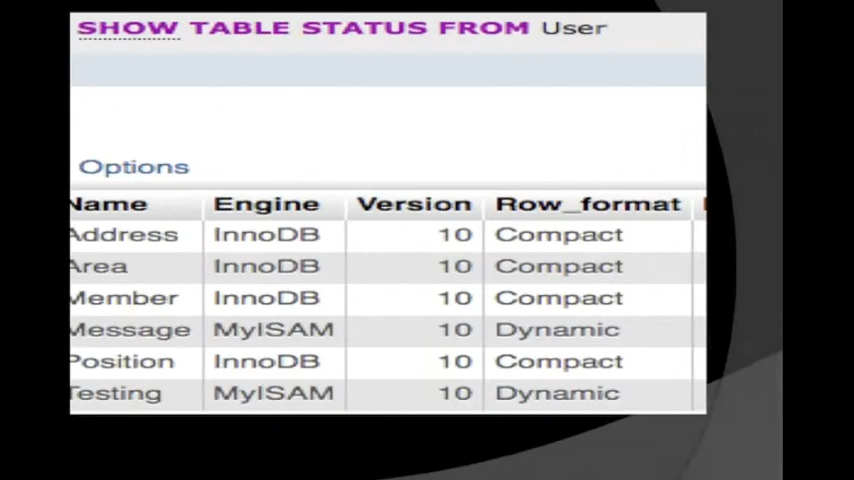 SHOW TABLE STATUS FROM User
Options
Name Engine Version Row_format
Address InnoDB 10 Compact
Area InnoDB 10 Compact
Member InnoDB 10 Compact
Message MyISAM 10 Dynamic
Position InnoDB 10 Compact
Testing MyISAM 10 Dynamic